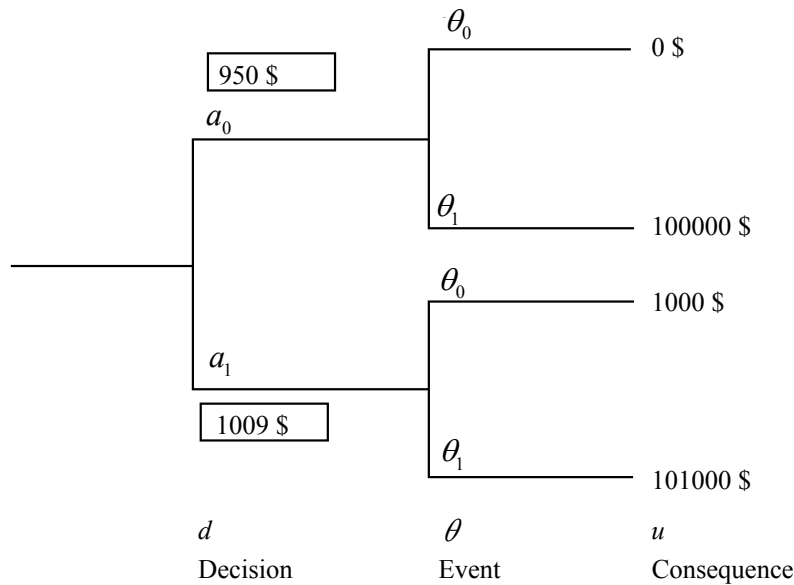 θ₀
0 $
950 $
a₀
θ₁
100000 $
θ₀
1000 $
a₁
1009 $
θ₁
101000 $
d θ u
Decision Event Consequence